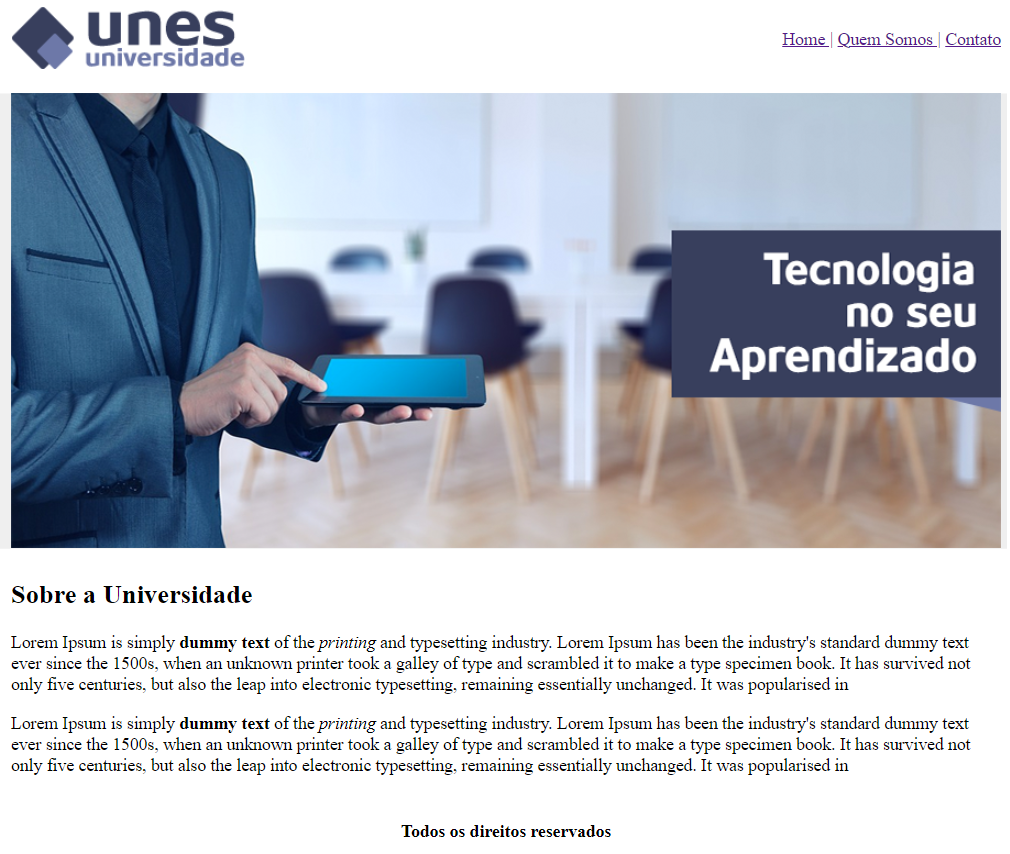 unes
universidade
Home | Quem Somos | Contato
Tecnologia
no seu
Aprendizado
Sobre a Universidade
Lorem Ipsum is simply dummy text of the printing and typesetting industry. Lorem Ipsum has been the industry's standard dummy text
ever since the 1500s, when an unknown printer took a galley of type and scrambled it to make a type specimen book. It has survived not
only five centuries, but also the leap into electronic typesetting, remaining essentially unchanged. It was popularised in
Lorem Ipsum is simply dummy text of the printing and typesetting industry. Lorem Ipsum has been the industry's standard dummy text
ever since the 1500s, when an unknown printer took a galley of type and scrambled it to make a type specimen book. It has survived not
only five centuries, but also the leap into electronic typesetting, remaining essentially unchanged. It was popularised in
Todos os direitos reservados